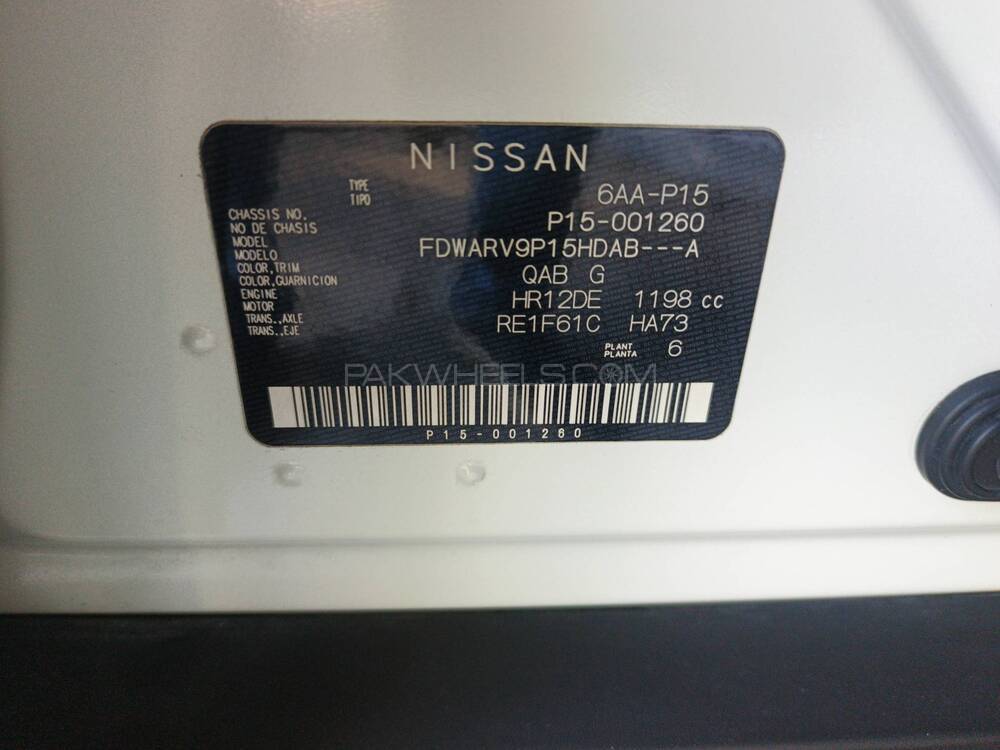 NISSAN
TYPE
TIPO
6AA-P15
CHASSIS NO.
NO DE CHASIS
P15-001260
MODEL
MODELO
FDWARV9P15HDAB---A
COLOR,TRIM
COLOR,GUARNICION
QAB G
ENGINE
MOTOR
HR12DE 1198 cc
TRANS.,AXLE
TRANS.,EJE
RE1F61C HA73
PLANT
PLANTA
6
PAKWHEELS.COM
P15-001260